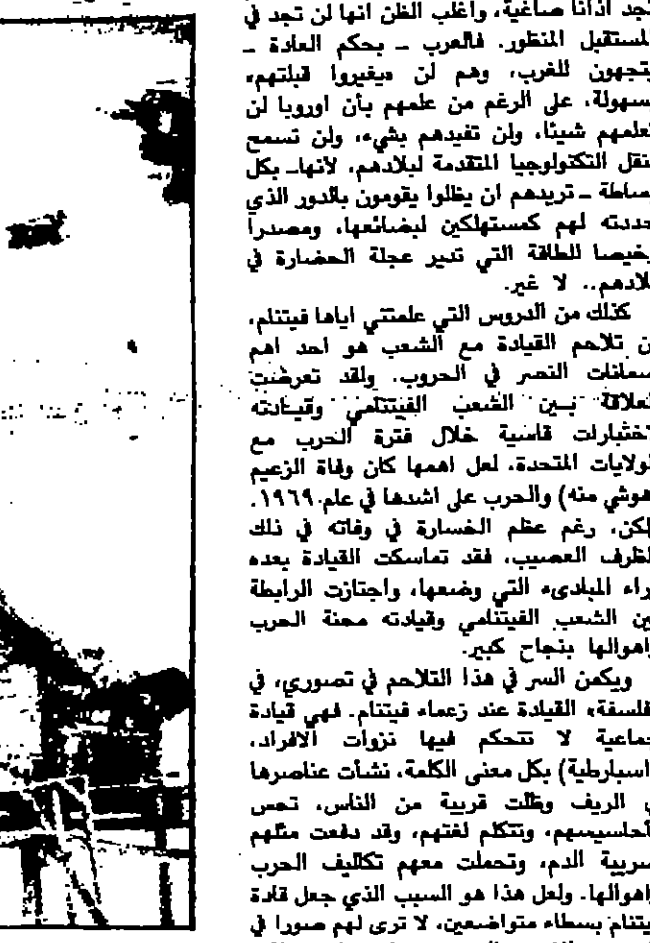 تجد اذانا صاغية، واغلب الظن انها لن تجد في
المستقبل المنظور. فالعرب ـ بحكم العادة ـ
يتجهون للغرب، وهم لن «يغيروا قبلتهم»
بسهولة، على الرغم من علمهم بأن اوروبا لن
تعلمهم شيئا، ولن تفيدهم بشيء، ولن تسمح
بنقل التكنولوجيا المتقدمة لبلادهم، لأنهاـ بكل
بساطة ـ تريدهم ان يظلوا يقومون بالدور الذي
حددته لهم كمستهلكين لبضائعها، ومصدرا
رخيصا للطاقة التي تدير عجلة الحضارة في
بلادهم.. لا غير.
كذلك من الدروس التي علمتني اياها فيتنام،
ان تلاحم القيادة مع الشعب هو احد اهم
ضمانات النصر في الحروب. ولقد تعرضت
العلاقة بين الشعب الفيتنامي وقيادته
لاختبارات قاسية خلال فترة الحرب مع
الولايات المتحدة، لعل اهمها كان وفاة الزعيم
(هوشي منه) والحرب على اشدها في عام ١٩٦٩.
لكن، رغم عظم الخسارة في وفاته في ذلك
الظرف العصيب، فقد تماسكت القيادة بعده
وراء المبادىء التي وضعها، واجتازت الرابطة
بين الشعب الفيتنامي وقيادته محنة الحرب
واهوالها بنجاح كبير.
ويكمن السر في هذا التلاحم في تصوري، في
«فلسفة» القيادة عند زعماء فيتنام. فهي قيادة
جماعية لا تتحكم فيها نزوات الافراد،
(اسبارطية) بكل معنى الكلمة، نشأت عناصرها
في الريف وظلت قريبة من الناس، تحس
بأحاسيسهم، وتتكلم لغتهم، وقد دفعت مثلهم
ضريبة الدم، وتحملت معهم تكاليف الحرب
واهوالها. ولعل هذا هو السبب الذي جعل قادة
فيتنام بسطاء متواضعين، لا ترى لهم صورا في